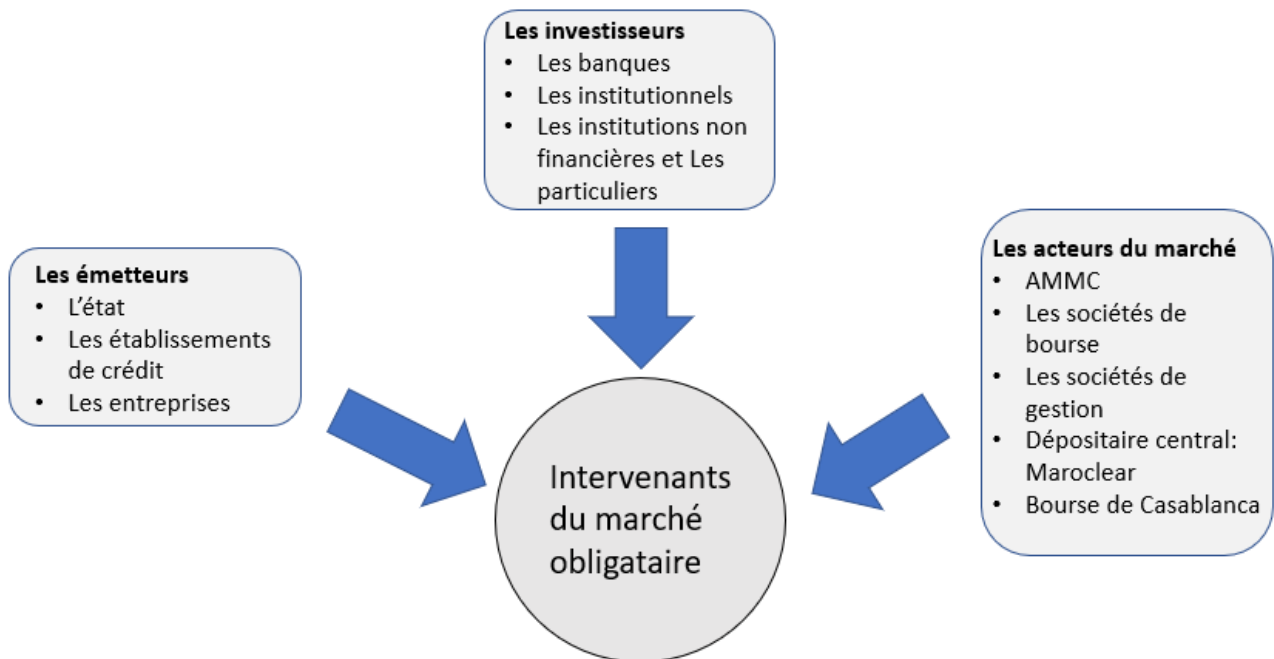 Les investisseurs
• Les banques
• Les institutionnels
• Les institutions non
financières et Les
particuliers
Les émetteurs
• L'état
• Les établissements
de crédit
• Les entreprises
Les acteurs du marché
• AMMC
• Les sociétés de
bourse
• Les sociétés de
gestion
• Dépositaire central:
Maroclear
• Bourse de Casablanca
Intervenants
du marché
obligataire